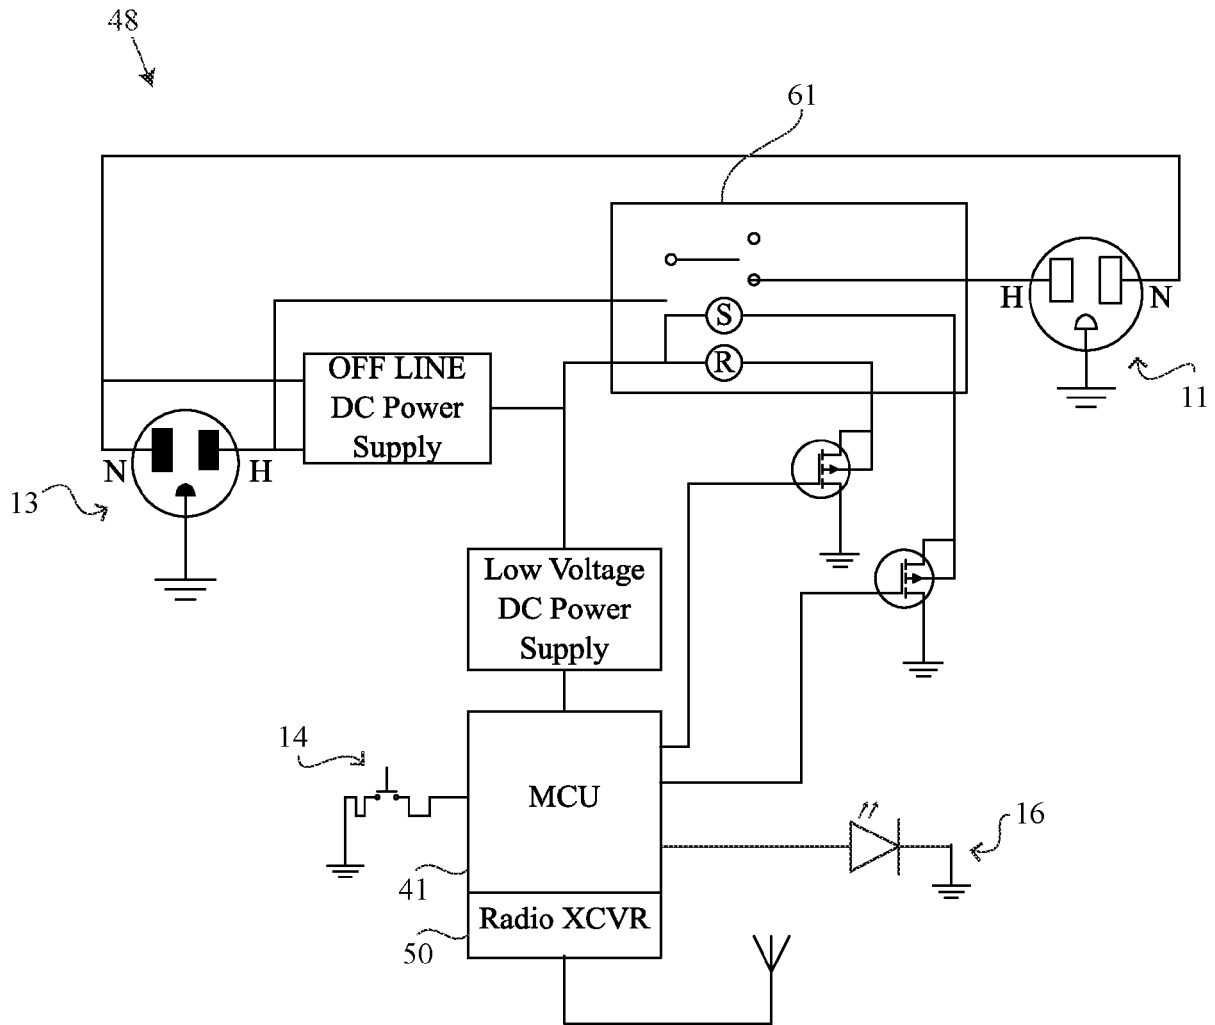 48
61
S
R
H
N
11
OFF LINE
DC Power
Supply
N
H
13
Low Voltage
DC Power
Supply
14
MCU
16
41
Radio XCVR
50